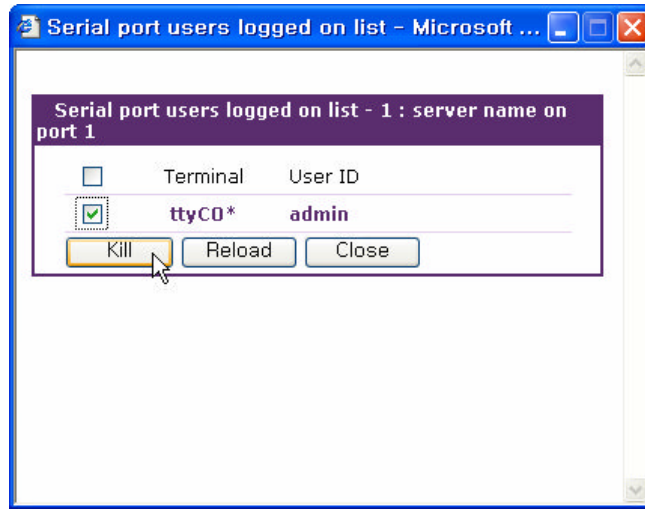 Serial port users logged on list - Microsoft ...
Serial port users logged on list - 1 : server name on
port 1
Terminal User ID
ttyC0* admin
Kill Reload Close